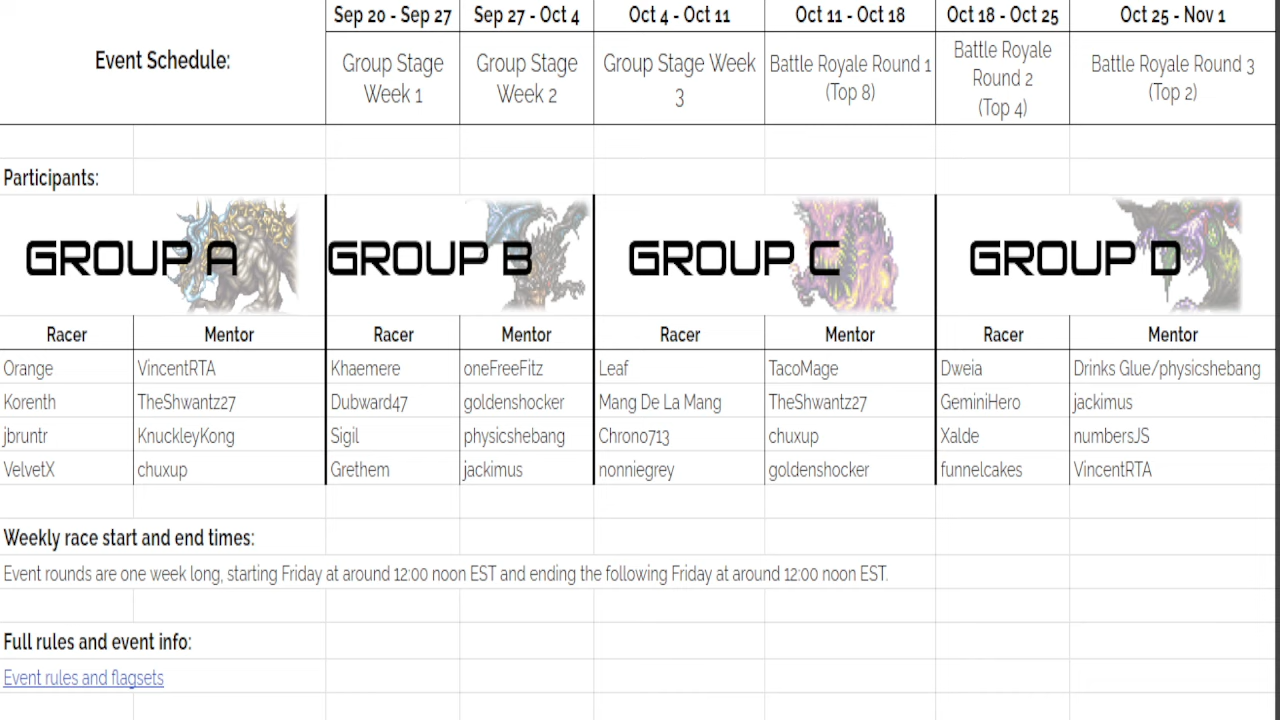 Sep 20 - Sep 27 Sep 27 - Oct 4 Oct 4 - Oct 11 Oct 11 - Oct 18 Oct 18 - Oct 25 Oct 25 - Nov 1
Event Schedule:
Group Stage
Week 1
Group Stage
Week 2
Group Stage Week
3
Battle Royale Round 1
(Top 8)
Battle Royale
Round 2
(Top 4)
Battle Royale Round 3
(Top 2)
Participants:
GROUP A GROUP B GROUP C GROUP D
Racer Mentor Racer Mentor Racer Mentor Racer Mentor
Orange VincentRTA Khaemere oneFreeFitz Leaf TacoMage Dweia Drinks Glue/physicshebang
Korenth TheShwantz27 Dubward47 goldenshocker Mang De La Mang TheShwantz27 GeminiHero jackimus
jbruntr KnuckleyKong Sigil physicshebang Chrono713 chuxup Xalde numbersJS
VelvetX chuxup Grethem jackimus nonniegrey goldenshocker funnelcakes VincentRTA
Weekly race start and end times:
Event rounds are one week long, starting Friday at around 12:00 noon EST and ending the following Friday at around 12:00 noon EST.
Full rules and event info:
Event rules and flagsets